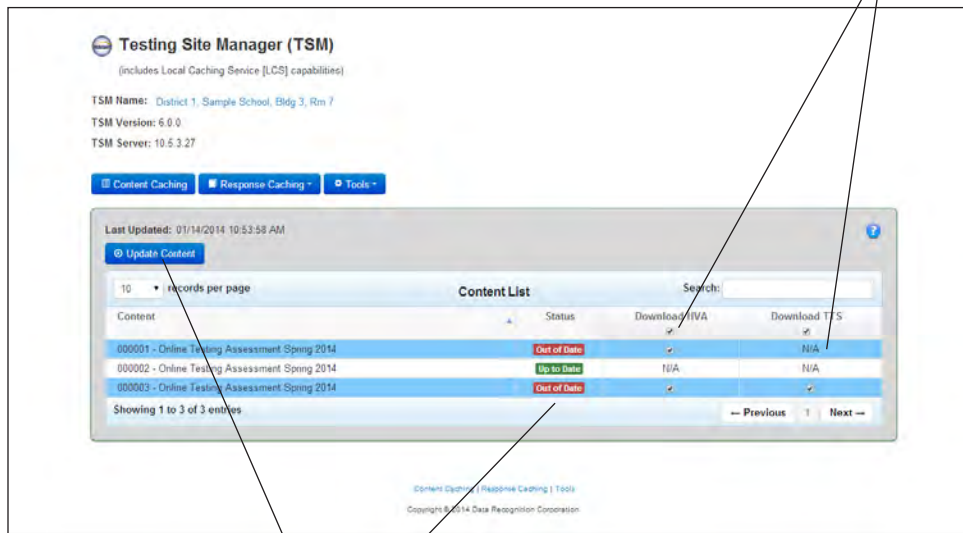 Testing Site Manager (TSM)
(includes Local Caching Service [LCS] capabilities)
TSM Name: District 1, Sample School, Bldg 3, Rm 7
TSM Version: 6.0.0
TSM Server: 10.5.3.27
Content Caching Response Caching Tools
Last Updated: 01/14/2014 10:53:58 AM
Update Content
10 records per page Content List Search:
Content Status Download HVA Download TTS
000001 - Online Testing Assessment Spring 2014 Out of Date N/A
000002 - Online Testing Assessment Spring 2014 Up to Date N/A N/A
000003 - Online Testing Assessment Spring 2014 Out of Date
Showing 1 to 3 of 3 entries ← Previous 1 Next →
Content Caching | Response Caching | Tools
Copyright © 2014 Data Recognition Corporation